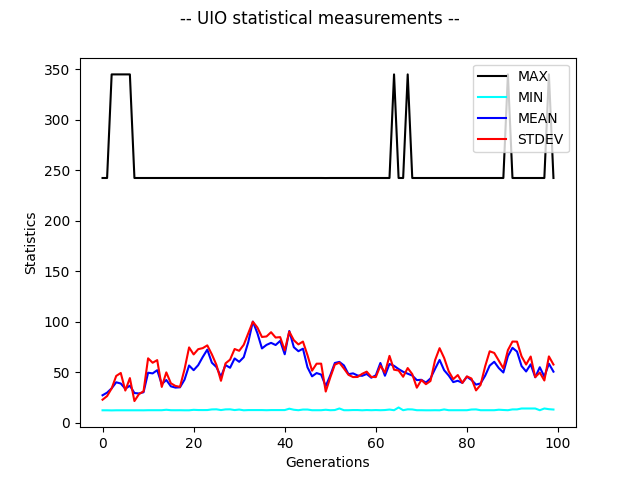 -- UIO statistical measurements --
MAX
MIN
MEAN
STDEV
Statistics
350
300
250
200
150
100
50
0
0 20 40 60 80 100
Generations